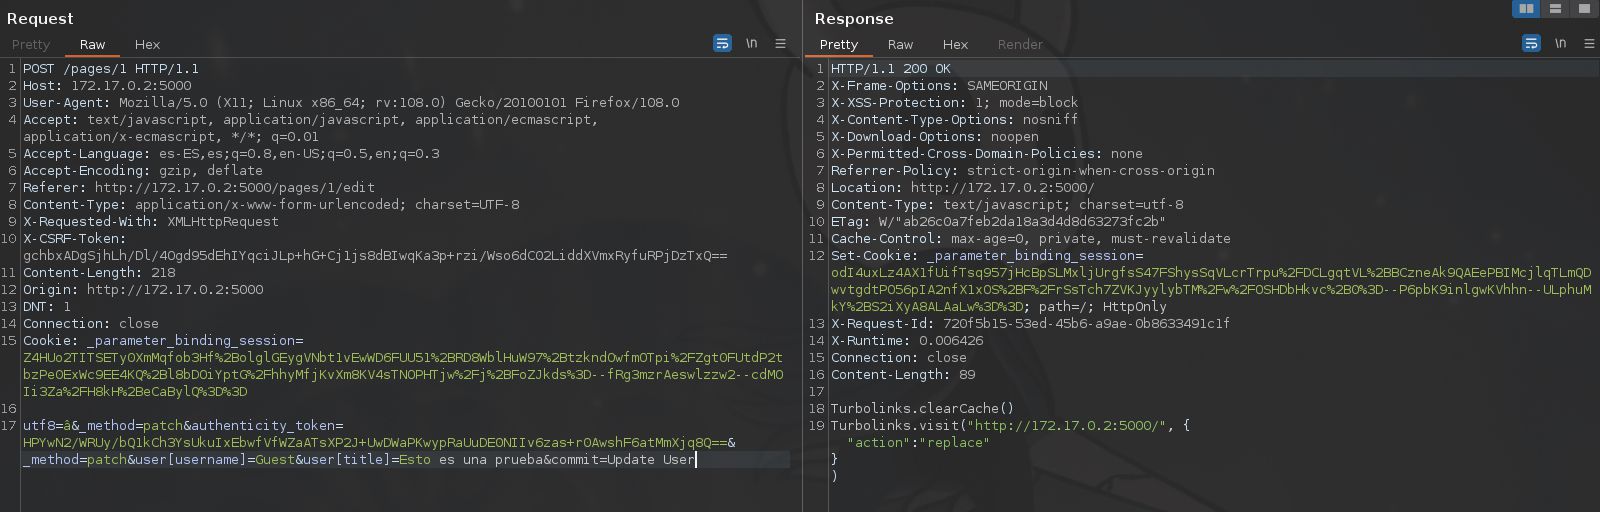 Request
Pretty Raw Hex \n
1 POST /pages/1 HTTP/1.1
2 Host: 172.17.0.2:5000
3 User-Agent: Mozilla/5.0 (X11; Linux x86_64; rv:108.0) Gecko/20100101 Firefox/108.0
4 Accept: text/javascript, application/javascript, application/ecmascript,
application/x-ecmascript, */*; q=0.01
5 Accept-Language: es-ES,es;q=0.8,en-US;q=0.5,en;q=0.3
6 Accept-Encoding: gzip, deflate
7 Referer: http://172.17.0.2:5000/pages/1/edit
8 Content-Type: application/x-www-form-urlencoded; charset=UTF-8
9 X-Requested-With: XMLHttpRequest
10 X-CSRF-Token:
gchbxADgSjhLh/Dl/4Ogd95dEhIYqciJLp+hG+Cj1js8dBIwqKa3p+rzi/Wso6dC02LiddXVmxRyfuRPjDzTxQ==
11 Content-Length: 218
12 Origin: http://172.17.0.2:5000
13 DNT: 1
14 Connection: close
15 Cookie: _parameter_binding_session=
Z4HUo2TITSETyOXmMqfob3Hf%2BolglGEygVNbt1vEwWD6FUU51%2BRD8WblHuW97%2BtzkndOwfmOTpi%2FZgtOFUtdP2t
bzPeOExWc9EE4KQ%2Bl8bDOiYptG%2FhhyMfjKvXm8KV4sTNOPHTjw%2Fj%2BFoZJkds%3D--fRg3mzrAeswlzzw2--cdMO
Ii3Za%2FH8kH%2BeCaBylQ%3D%3D
16
17 utf8=â&_method=patch&authenticity_token=
HPYwN2/WRUy/bQ1kCh3YsUkuIxEbwfVfWZaATsXP2J+UwDWaPKwypRaUuDEONIIv6zas+rOAwshF6atMmXjq8Q==&
_method=patch&user[username]=Guest&user[title]=Esto es una prueba&commit=Update User
Response
Pretty Raw Hex Render \n
1 HTTP/1.1 200 OK
2 X-Frame-Options: SAMEORIGIN
3 X-XSS-Protection: 1; mode=block
4 X-Content-Type-Options: nosniff
5 X-Download-Options: noopen
6 X-Permitted-Cross-Domain-Policies: none
7 Referrer-Policy: strict-origin-when-cross-origin
8 Location: http://172.17.0.2:5000/
9 Content-Type: text/javascript; charset=utf-8
10 ETag: W/"ab26c0a7feb2da18a3d4d8d63273fc2b"
11 Cache-Control: max-age=0, private, must-revalidate
12 Set-Cookie: _parameter_binding_session=
odI4uxLz4AX1fUifTsq957jHcBpSLMxljUrgfsS47FShysSqVLcrTrpu%2FDCLgqtVL%2BBCzneAk9QAEePBIMcjlqTLmQD
wvtgdtPO56pIA2nfX1xOS%2BF%2FrSsTch7ZVKJyylybTM%2Fw%2FOSHDbHkvc%2BO%3D--P6pbK9inlgwKVhhn--ULphuM
kY%2BS2iXyA8ALAaLw%3D%3D; path=/; HttpOnly
13 X-Request-Id: 720f5b15-53ed-45b6-a9ae-0b8633491c1f
14 X-Runtime: 0.006426
15 Connection: close
16 Content-Length: 89
17
18 Turbolinks.clearCache()
19 Turbolinks.visit("http://172.17.0.2:5000/", {
"action":"replace"
}
)